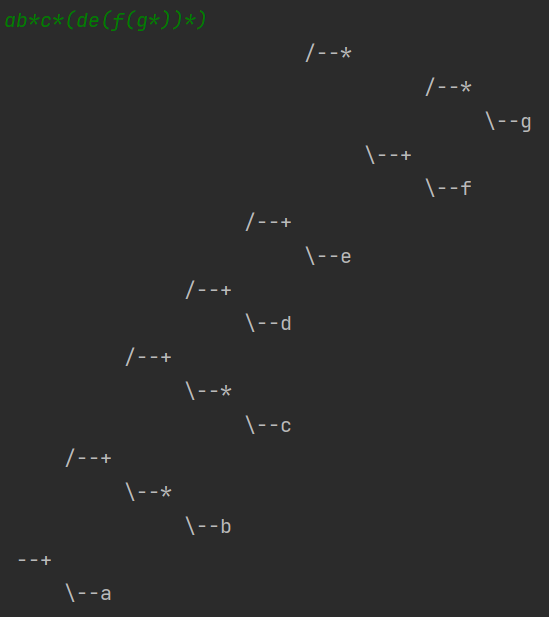 ab*c*(de(f(g*))*)
/--*
/--*
\--g
\--+
\--f
/--+
\--e
/--+
\--d
/--+
\--*
\--c
/--+
\--*
\--b
--+
\--a